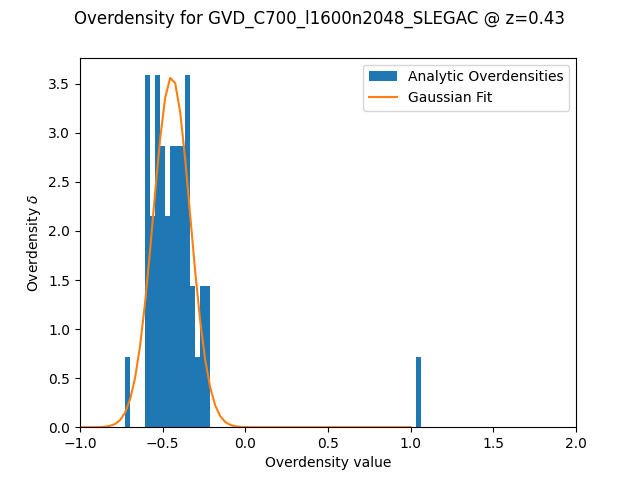 Overdensity for GVD_C700_l1600n2048_SLEGAC @ z=0.43
Analytic Overdensities
Gaussian Fit
Overdensity δ
3.5
3.0
2.5
2.0
1.5
1.0
0.5
0.0
−1.0 −0.5 0.0 0.5 1.0 1.5 2.0
Overdensity value